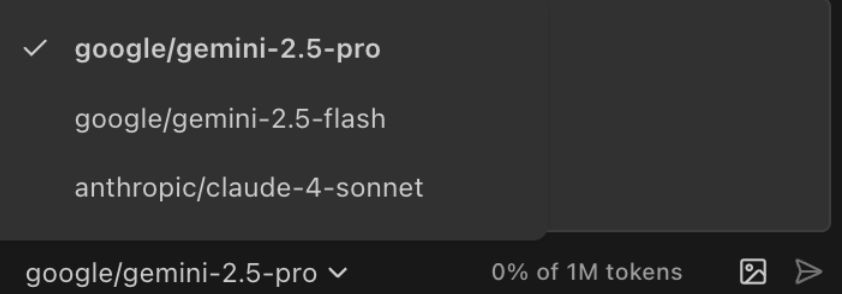 google/gemini-2.5-pro
google/gemini-2.5-flash
anthropic/claude-4-sonnet
google/gemini-2.5-pro
0% of 1M tokens